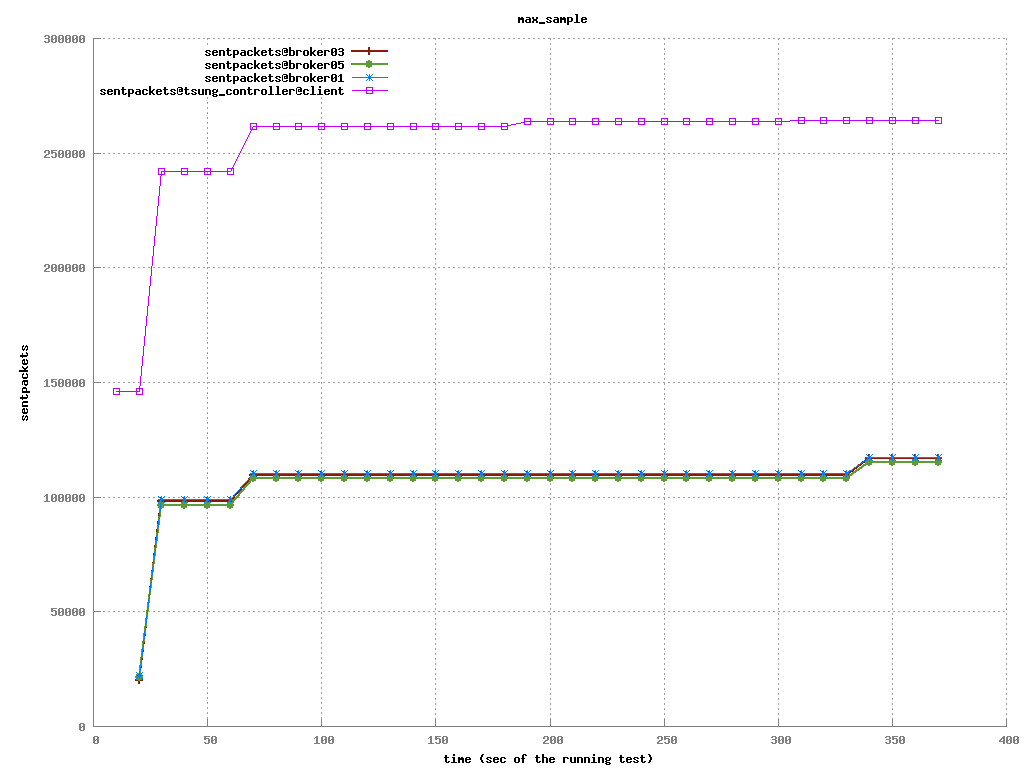 max_sample
300000
sentpackets@broker03
sentpackets@broker05
sentpackets@broker01
sentpackets@tsung_controller@client
250000
200000
150000
100000
50000
0
sentpackets
0 50 100 150 200 250 300 350 400
time (sec of the running test)